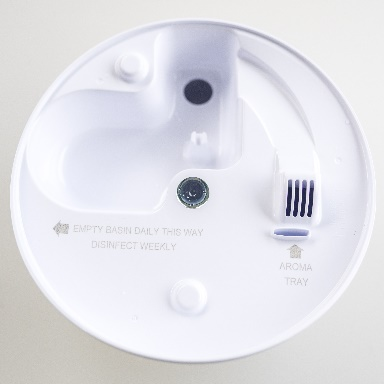 EMPTY BASIN DAILY THIS WAY
DISINFECT WEEKLY
AROMA
TRAY